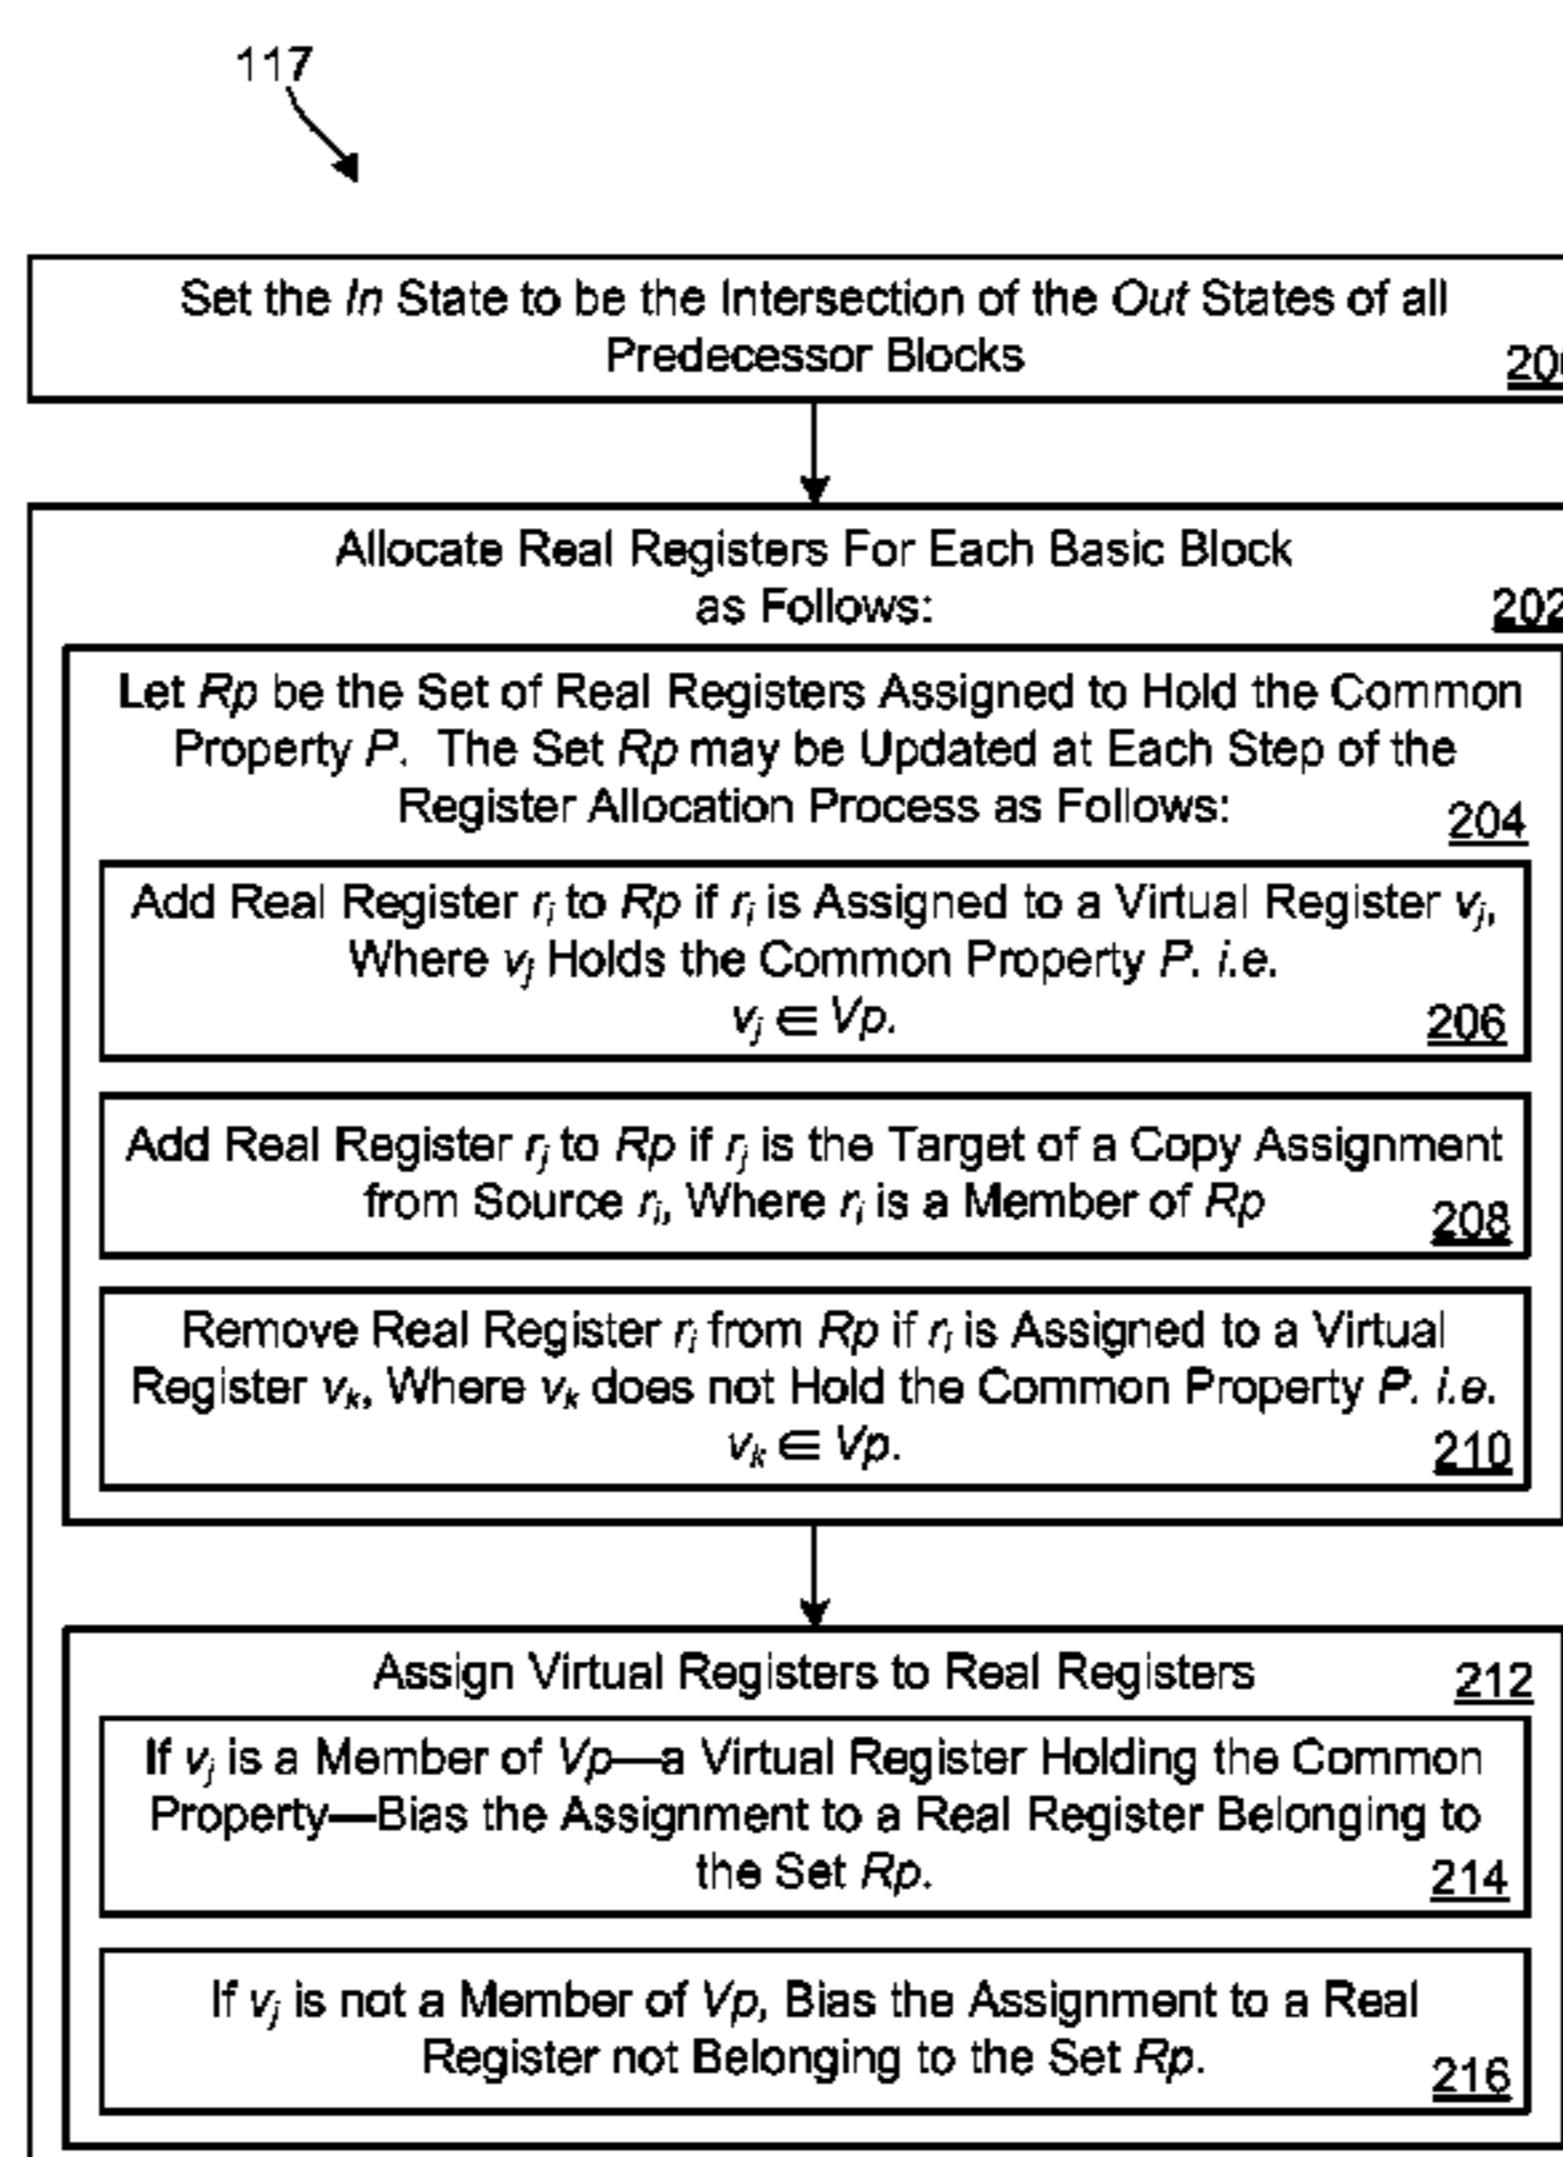 117
Set the In State to be the Intersection of the Out States of all
Predecessor Blocks
Allocate Real Registers For Each Basic Block
as Follows:
202
Let Rp be the Set of Real Registers Assigned to Hold the Common
Property P. The Set Rp may be Updated at Each Step of the
Register Allocation Process as Follows:
204
Add Real Register ri to Rp if ri is Assigned to a Virtual Register vj,
Where vj Holds the Common Property P. i.e.
vj ∈ Vp.
206
Add Real Register rj to Rp if rj is the Target of a Copy Assignment
from Source ri, Where ri is a Member of Rp
208
Remove Real Register ri from Rp if ri is Assigned to a Virtual
Register vk, Where vk does not Hold the Common Property P. i.e.
vk ∈ Vp.
210
Assign Virtual Registers to Real Registers
212
If vj is a Member of Vp—a Virtual Register Holding the Common
Property—Bias the Assignment to a Real Register Belonging to
the Set Rp.
214
If vj is not a Member of Vp, Bias the Assignment to a Real
Register not Belonging to the Set Rp.
216